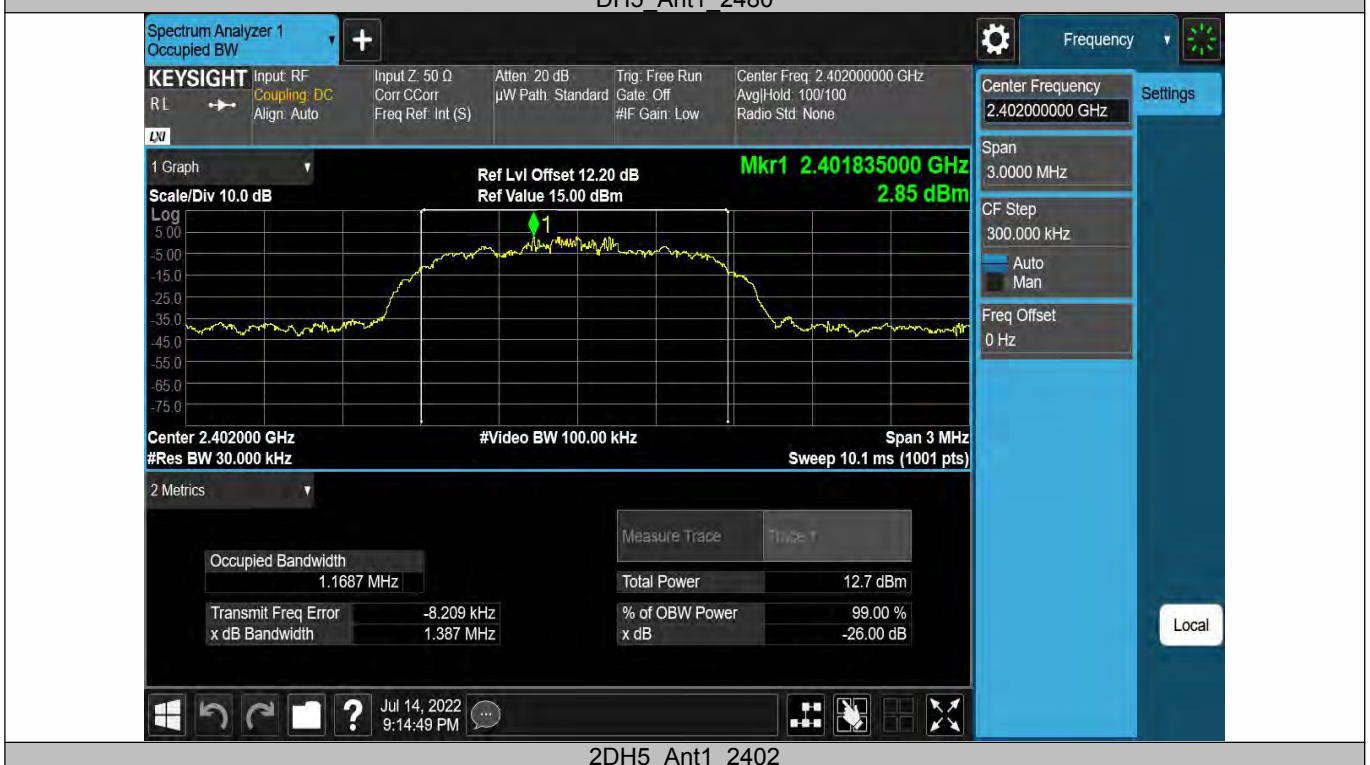 DH5_Ant1_2480
Spectrum Analyzer 1
Occupied BW
Frequency
KEYSIGHT
RL
LXI
Input: RF
Coupling: DC
Align: Auto
Input Z: 50 Ω
Corr CCorr
Freq Ref: Int (S)
Atten: 20 dB
µW Path: Standard
Trig: Free Run
Gate: Off
#IF Gain: Low
Center Freq: 2.402000000 GHz
Avg|Hold: 100/100
Radio Std: None
Center Frequency
2.402000000 GHz
Settings
Span
3.0000 MHz
CF Step
300.000 kHz
Auto
Man
Freq Offset
0 Hz
1 Graph
Scale/Div 10.0 dB
Ref Lvl Offset 12.20 dB
Ref Value 15.00 dBm
Mkr1 2.401835000 GHz
2.85 dBm
Log
5.00
-5.00
-15.0
-25.0
-35.0
-45.0
-55.0
-65.0
-75.0
1
Center 2.402000 GHz
#Res BW 30.000 kHz
#Video BW 100.00 kHz
Span 3 MHz
Sweep 10.1 ms (1001 pts)
2 Metrics
Measure Trace
Occupied Bandwidth
1.1687 MHz
Total Power 12.7 dBm
Transmit Freq Error -8.209 kHz
% of OBW Power 99.00 %
x dB Bandwidth 1.387 MHz
x dB -26.00 dB
Local
Jul 14, 2022
9:14:49 PM
2DH5_Ant1_2402